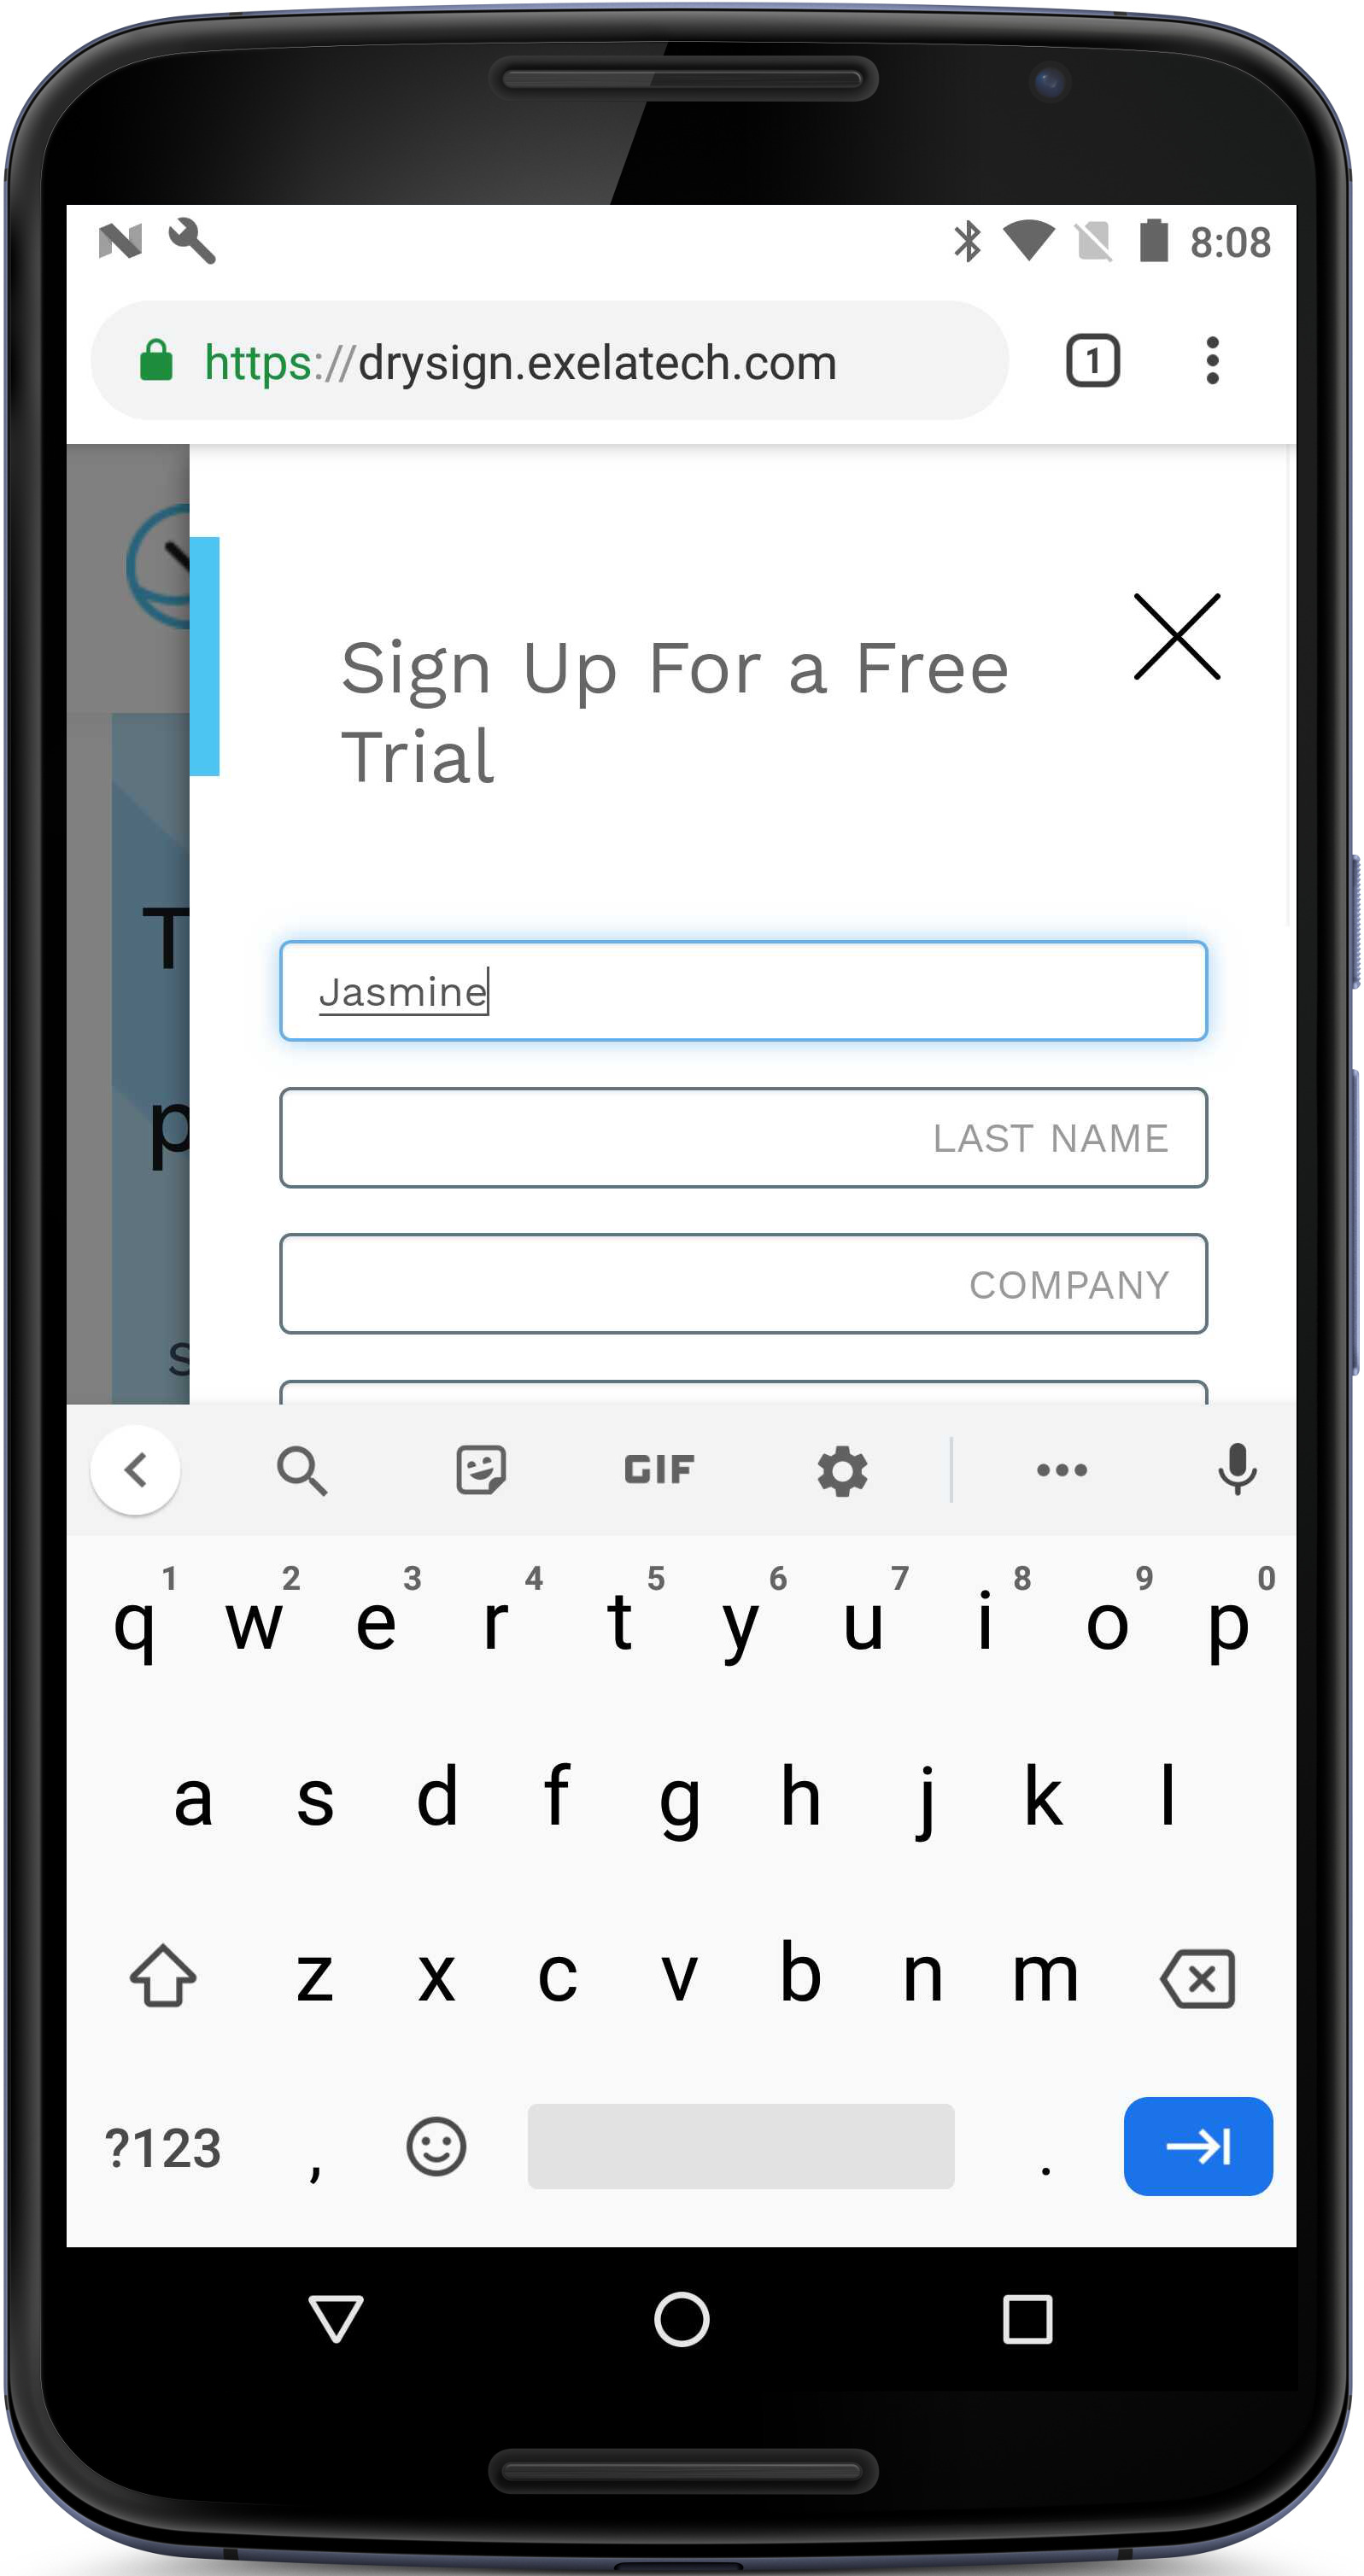 8:08
https://drysign.exelatech.com
1
Sign Up For a Free
Trial
Jasmine
LAST NAME
COMPANY
T
p
s
GIF
1 2 3 4 5 6 7 8 9 0
q w e r t y u i o p
a s d f g h j k l
z x c v b n m
?123 , .